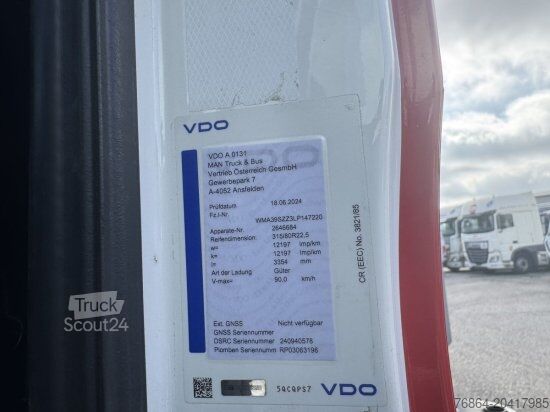 VDO
VDO A 0131
MAN Truck & Bus
Vertrieb Österreich GesmbH
Gewerbepark 7
A-4052 Ansfelden
Prüfdatum 18.06.2024
Fz.I-Nr. WMA39SZZ3LP147220
Apparate-Nr. 2646684
Reifendimension: 315/80R22,5
w= 12197 Imp/km
k= 12197 Imp/km
l= 3354 mm
Art der Ladung Güter
V-max= 90,0 km/h
Ext. GNSS Nicht verfügbar
GNSS Seriennummer
DSRC Seriennummer 240940578
Plomben Seriennumm RP03063196
5QCQPS7 VDO
CR (EEC) No. 3821/85
Truck
Scout24
76864-20417985